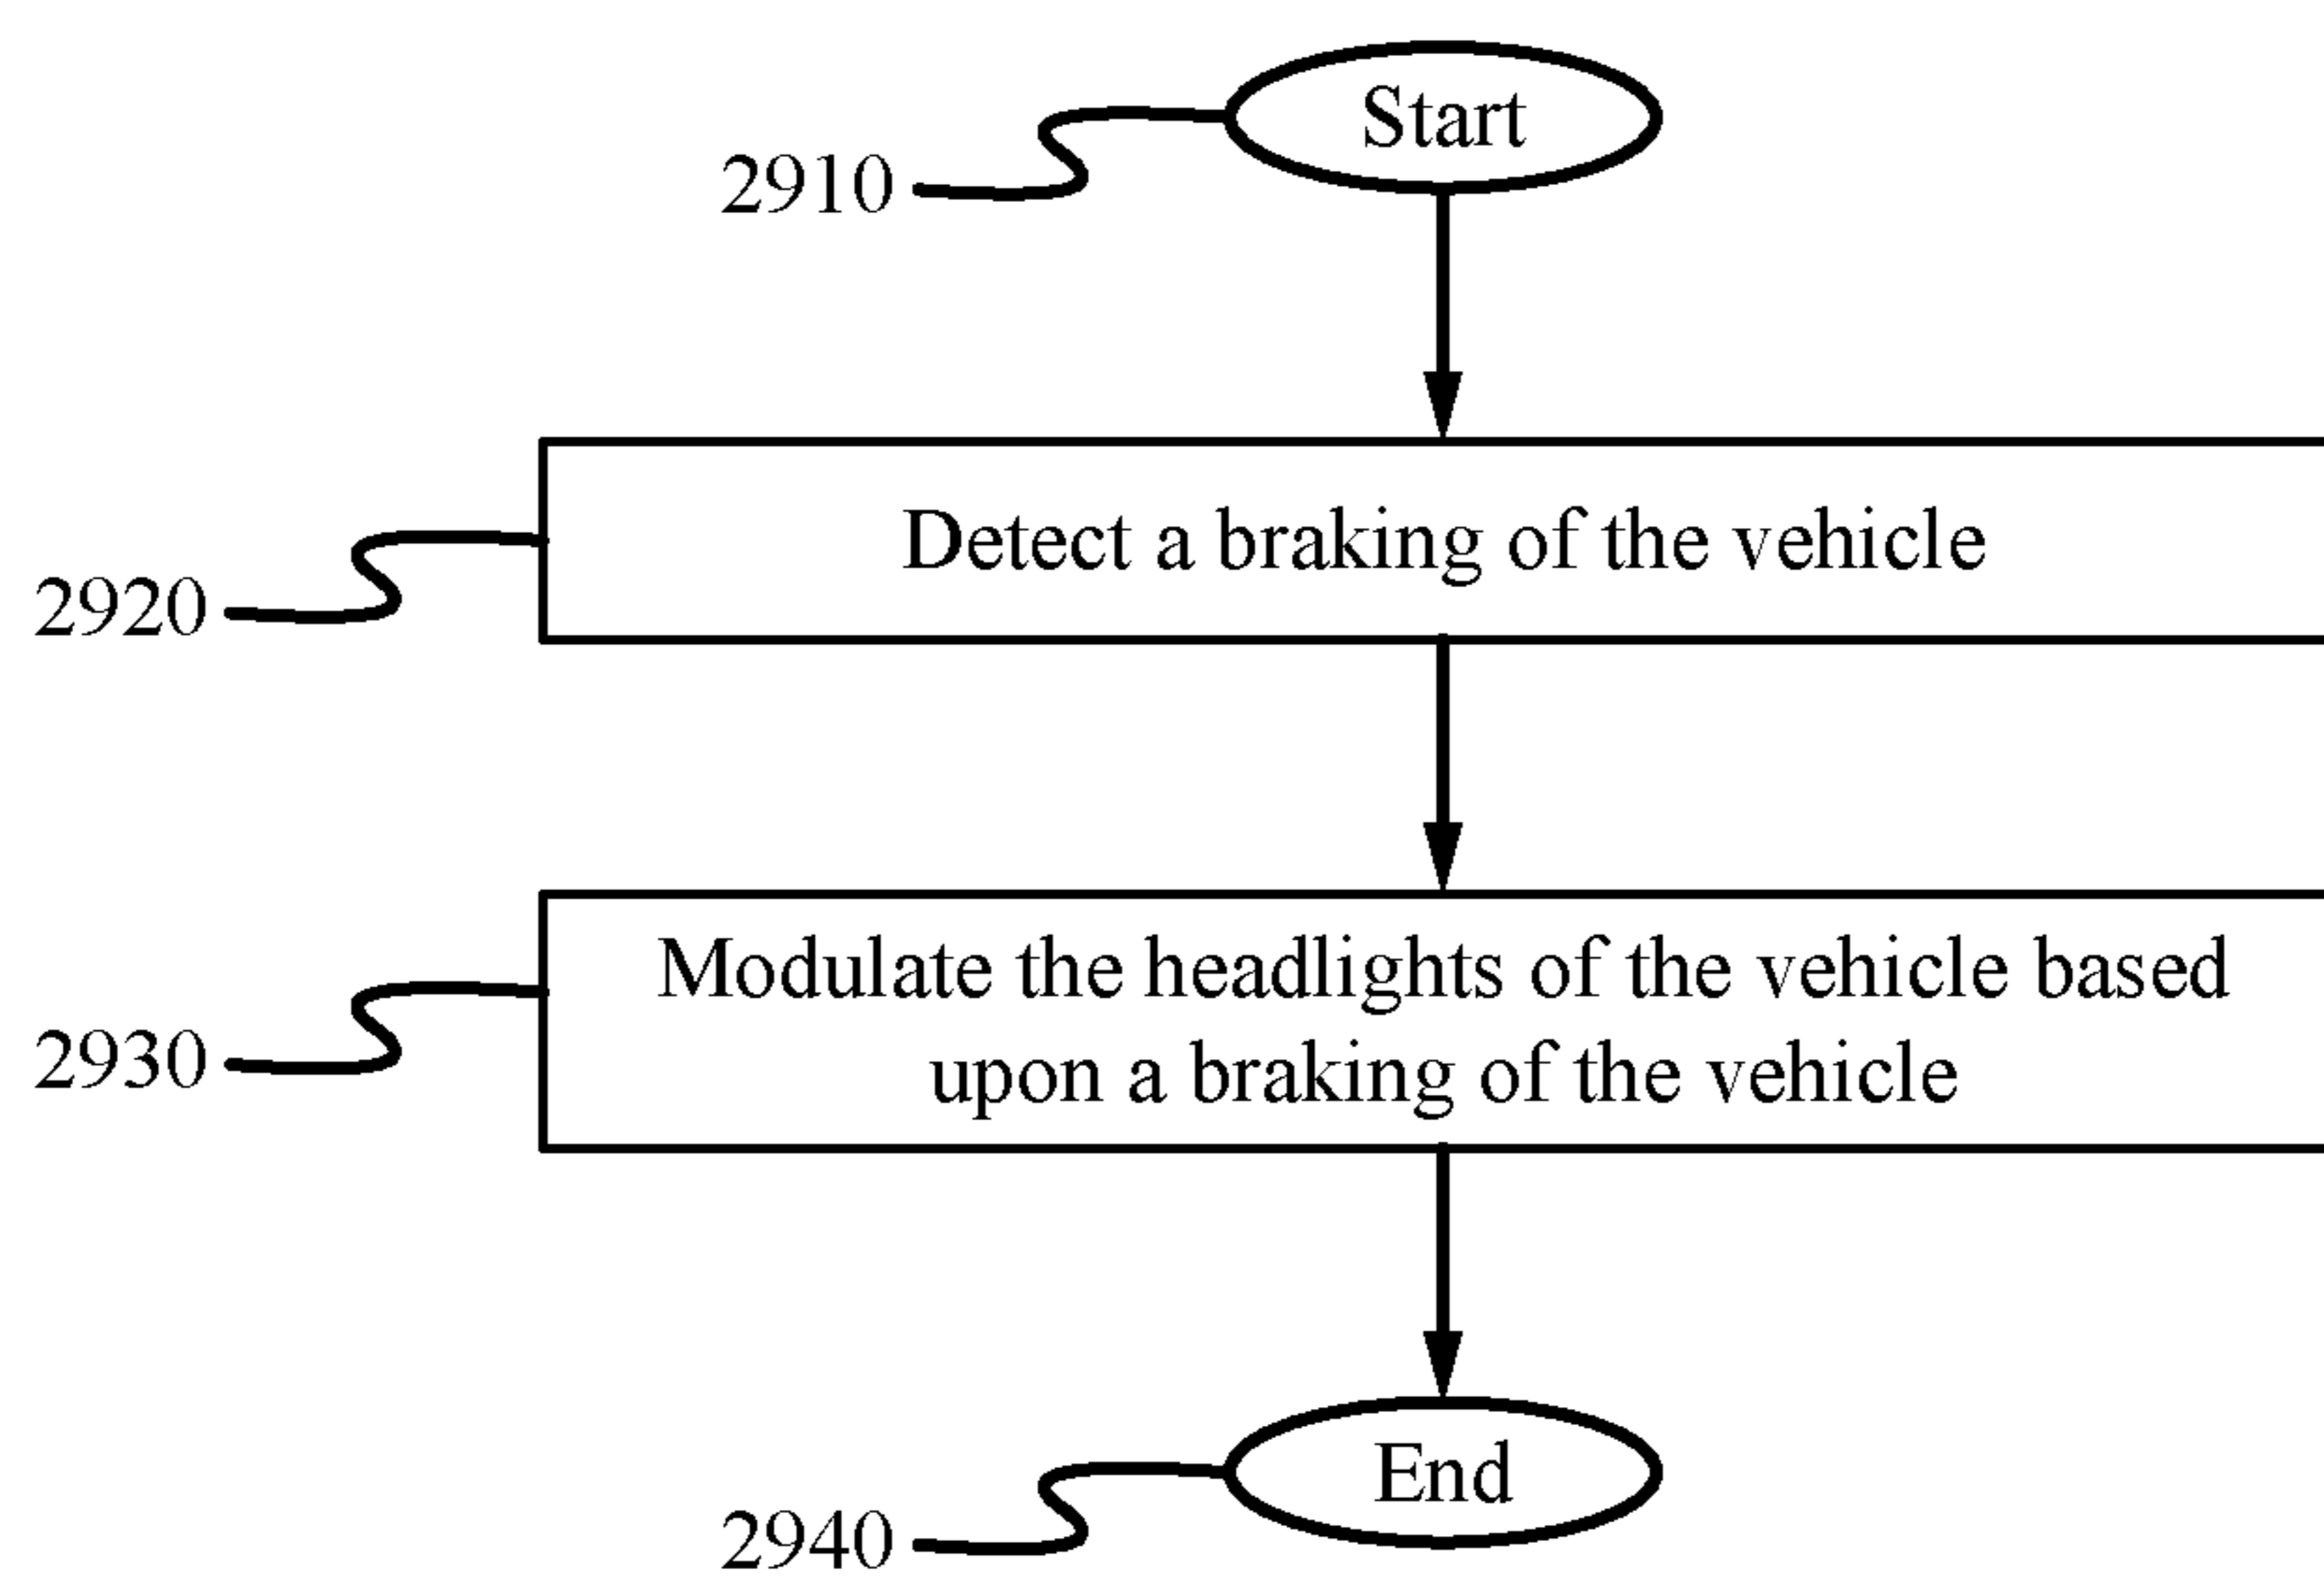 Start
2910
Detect a braking of the vehicle
2920
Modulate the headlights of the vehicle based
upon a braking of the vehicle
2930
End
2940